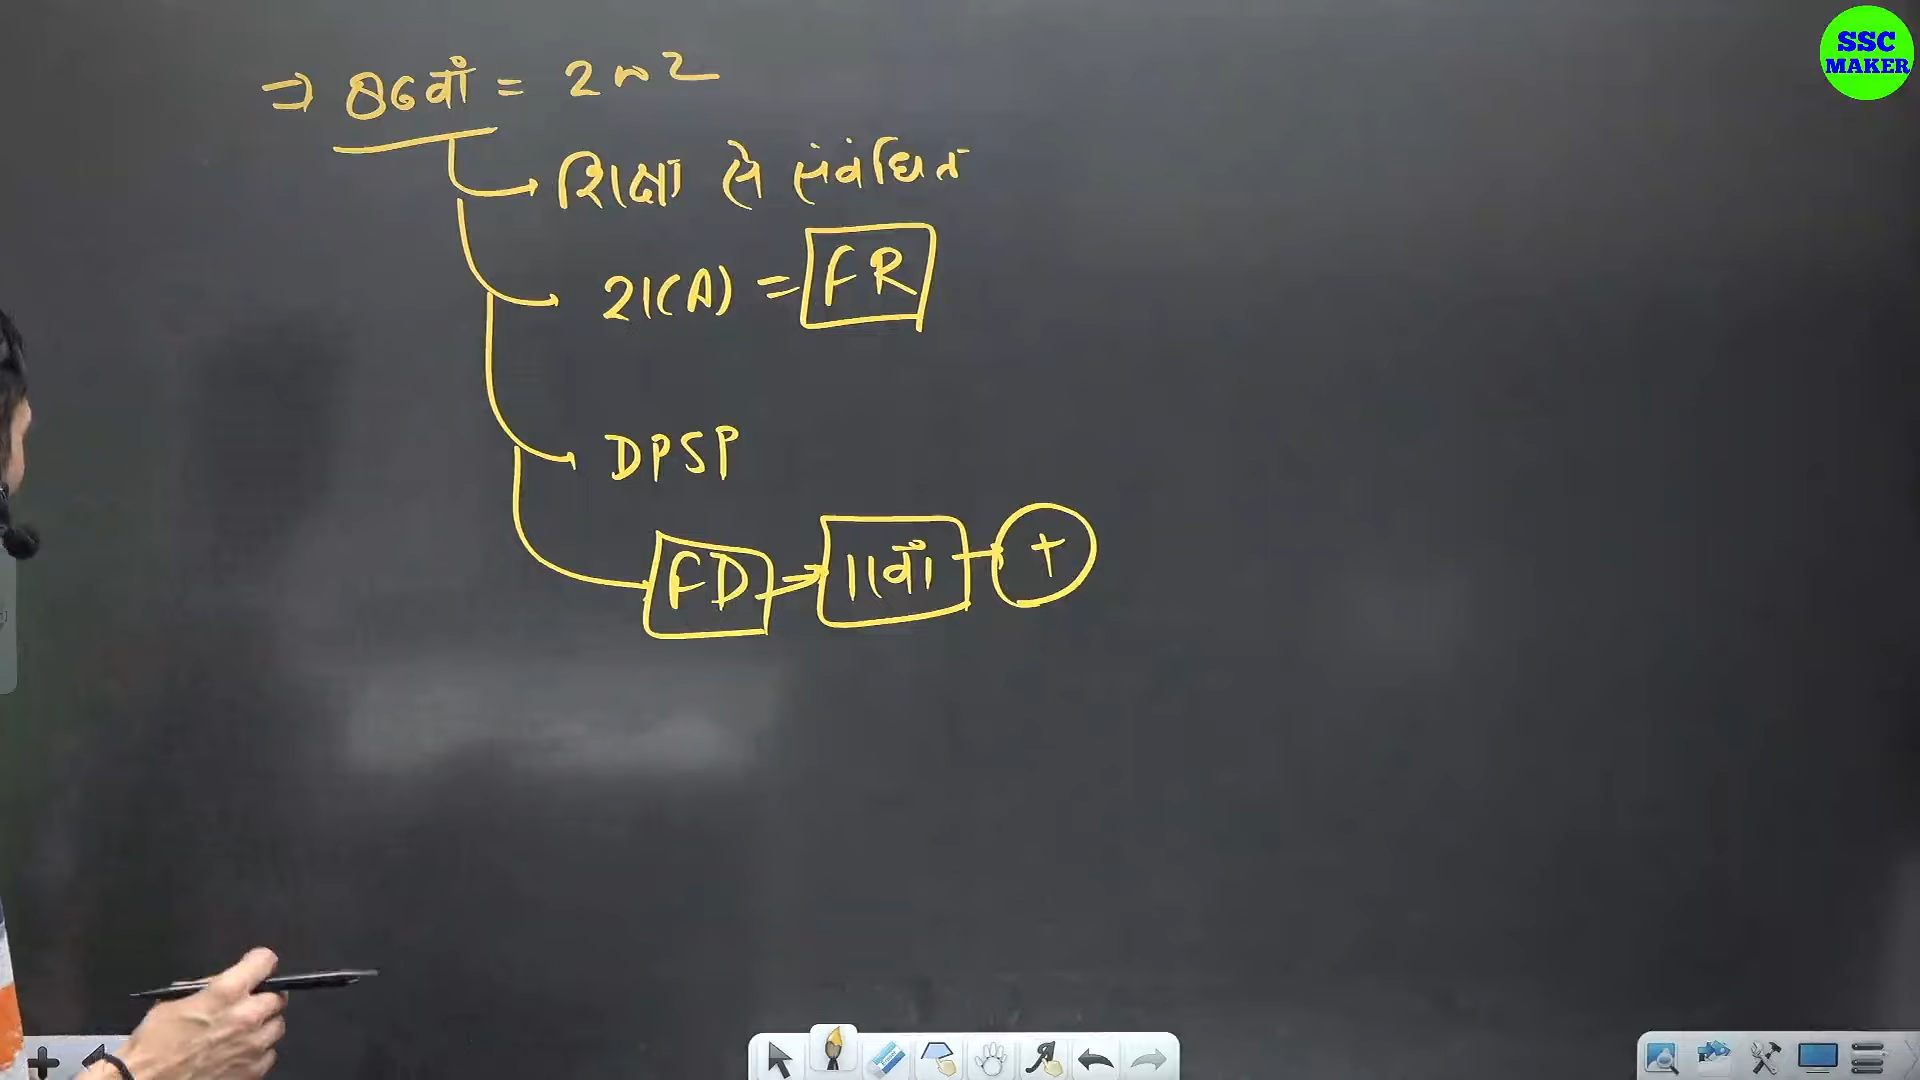 SSC
MAKER
⇒ 86वाँ = 2002
शिक्षा से संबंधित
21(A) = FR
DPSP
FD → 11वाँ → +